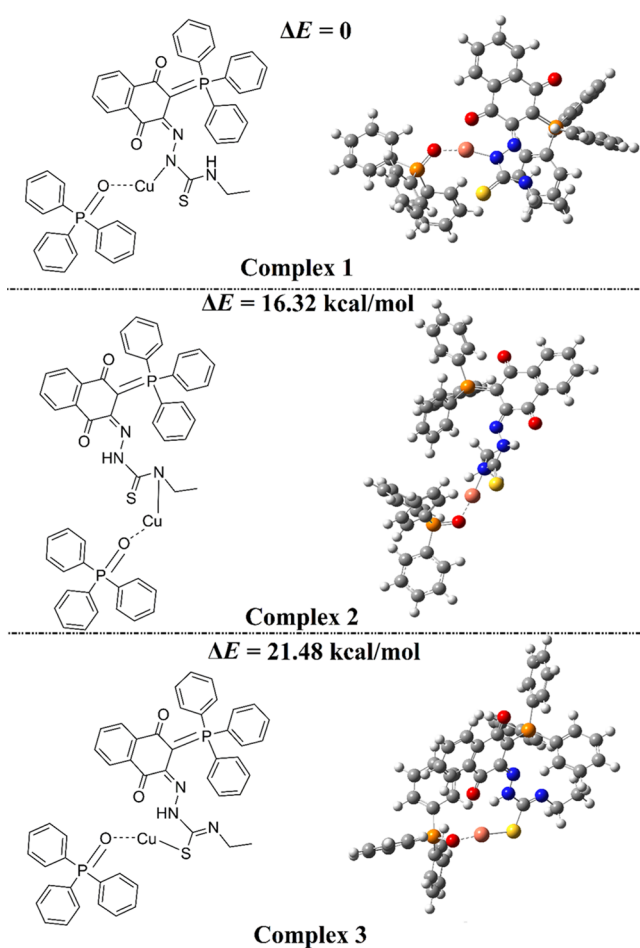 ΔE = 0
O
P
O
N
N
H
N
S
O
Cu
P
Complex 1
ΔE = 16.32 kcal/mol
O
P
O
N
HN
N
S
Cu
O
P
Complex 2
ΔE = 21.48 kcal/mol
O
P
O
N
HN
N
O
Cu
S
P
Complex 3